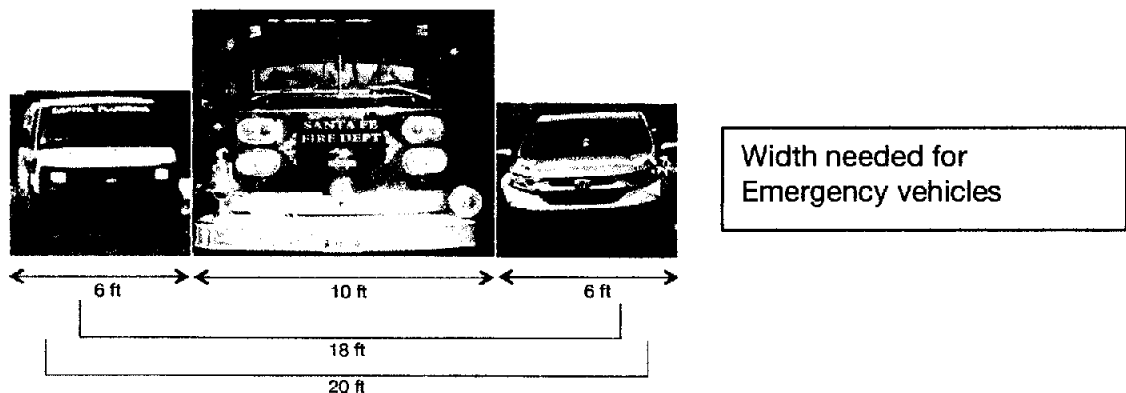 SANTA FE
FIRE DEPT
Width needed for
Emergency vehicles
6 ft
10 ft
6 ft
18 ft
20 ft